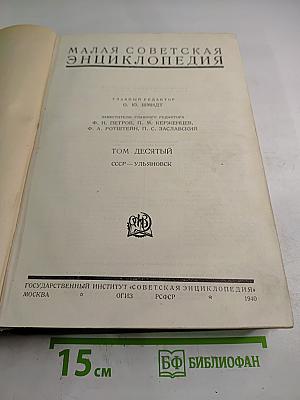 МАЛАЯ СОВЕТСКАЯ
ЭНЦИКЛОПЕДИЯ
ГЛАВНЫЙ РЕДАКТОР
О. Ю. ШМИДТ
ЗАМЕСТИТЕЛИ ГЛАВНОГО РЕДАКТОРА
Ф. Н. ПЕТРОВ, П. М. КЕРЖЕНЦЕВ,
Ф. А. РОТШТЕЙН, П. С. ЗАСЛАВСКИЙ
ТОМ ДЕСЯТЫЙ
СССР—УЛЬЯНОВСК
ГОСУДАРСТВЕННЫЙ ИНСТИТУТ «СОВЕТСКАЯ ЭНЦИКЛОПЕДИЯ»
МОСКВА * ОГИЗ РСФСР * 1940
15 см
БФ БИБЛИОФАН